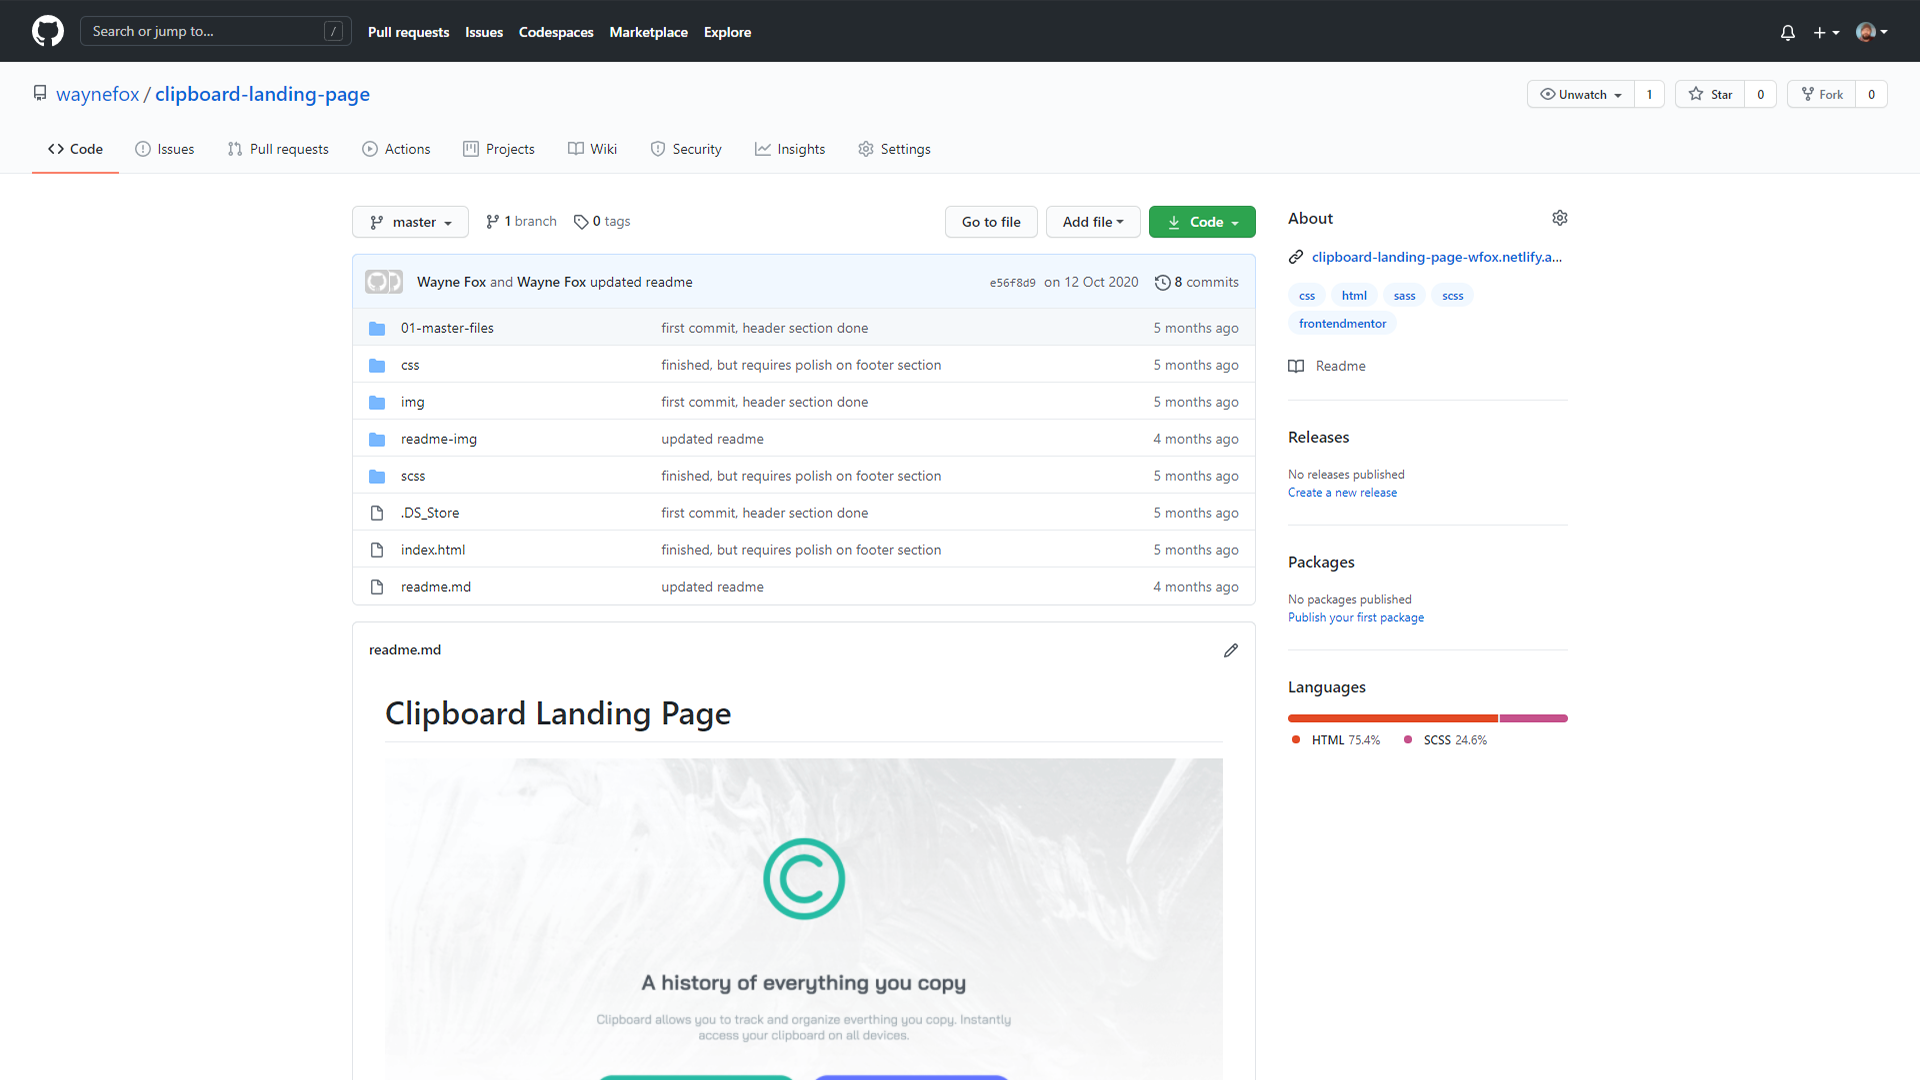 Search or jump to... /
Pull requests Issues Codespaces Marketplace Explore
waynefox / clipboard-landing-page
Unwatch 1 Star 0 Fork 0
Code Issues Pull requests Actions Projects Wiki Security Insights Settings
master 1 branch 0 tags Go to file Add file Code
Wayne Fox and Wayne Fox updated readme e56f8d9 on 12 Oct 2020 8 commits
01-master-files first commit, header section done 5 months ago
css finished, but requires polish on footer section 5 months ago
img first commit, header section done 5 months ago
readme-img updated readme 4 months ago
scss finished, but requires polish on footer section 5 months ago
.DS_Store first commit, header section done 5 months ago
index.html finished, but requires polish on footer section 5 months ago
readme.md updated readme 4 months ago
readme.md
Clipboard Landing Page
A history of everything you copy
Clipboard allows you to track and organize everthing you copy. Instantly
access your clipboard on all devices.
About
clipboard-landing-page-wfox.netlify.a...
css html sass scss
frontendmentor
Readme
Releases
No releases published
Create a new release
Packages
No packages published
Publish your first package
Languages
HTML 75.4% SCSS 24.6%